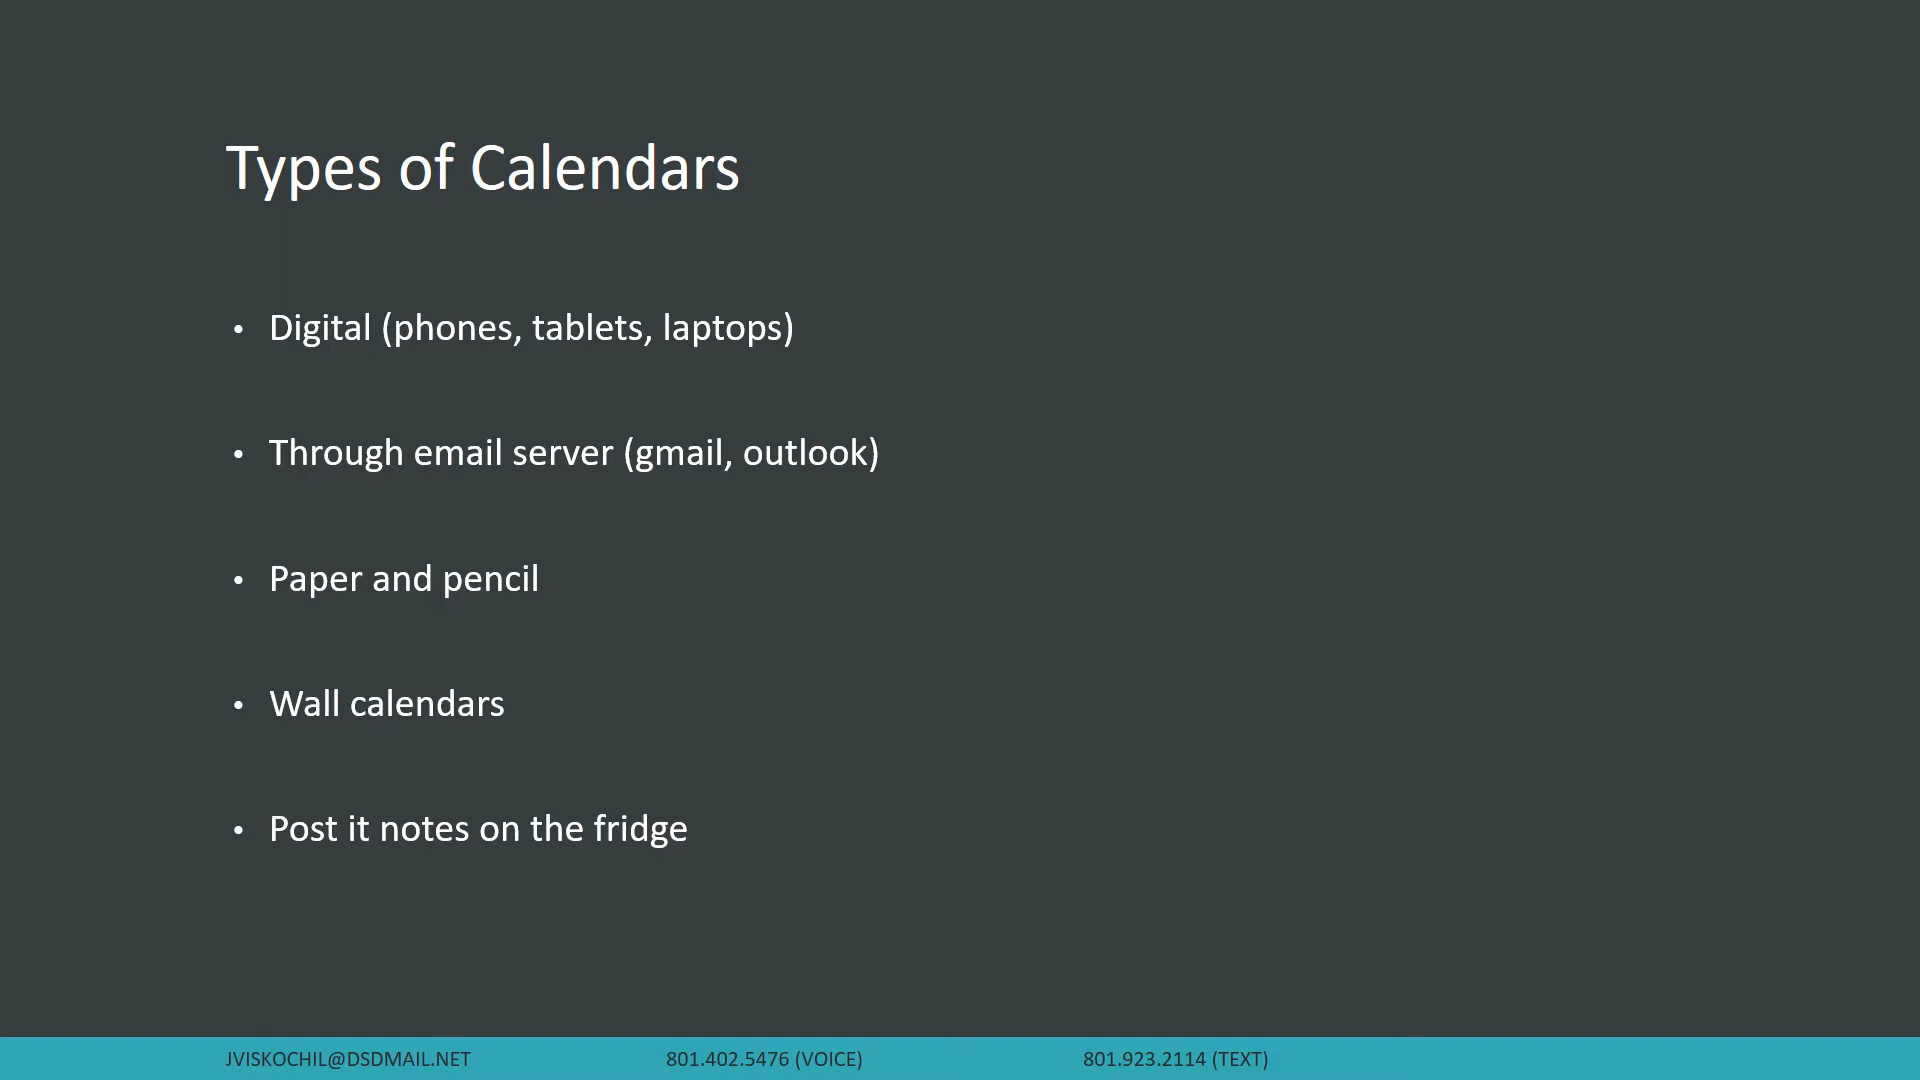 Types of Calendars
• Digital (phones, tablets, laptops)
• Through email server (gmail, outlook)
• Paper and pencil
• Wall calendars
• Post it notes on the fridge
JVISKOCHIL@DSDMAIL.NET 801.402.5476 (VOICE) 801.923.2114 (TEXT)